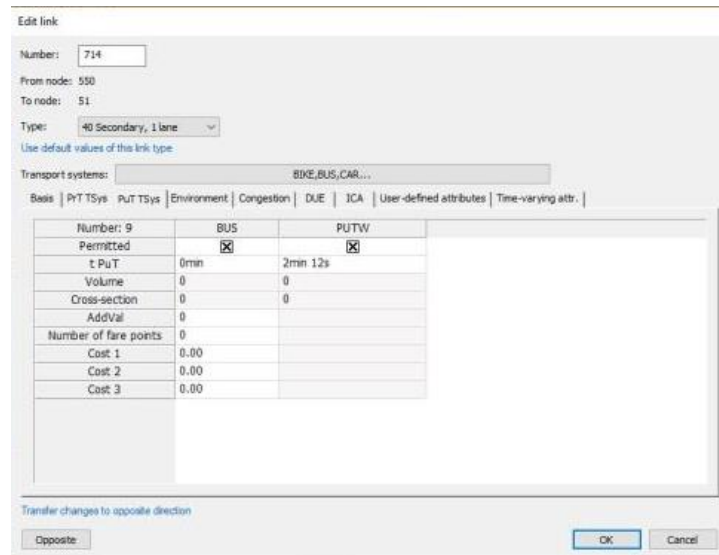 Edit link
Number: 714
From node: 550
To node: 51
Type: 40 Secondary, 1 lane
Use default values of this link type
Transport systems: BIKE,BUS,CAR...
Basis PrT TSys PuT TSys Environment Congestion DUE ICA User-defined attributes Time-varying attr.
Number: 9 BUS PUTW
Permitted
t PuT 0min 2min 12s
Volume 0 0
Cross-section 0 0
AddVal 0
Number of fare points 0
Cost 1 0.00
Cost 2 0.00
Cost 3 0.00
Transfer changes to opposite direction
Opposite OK Cancel